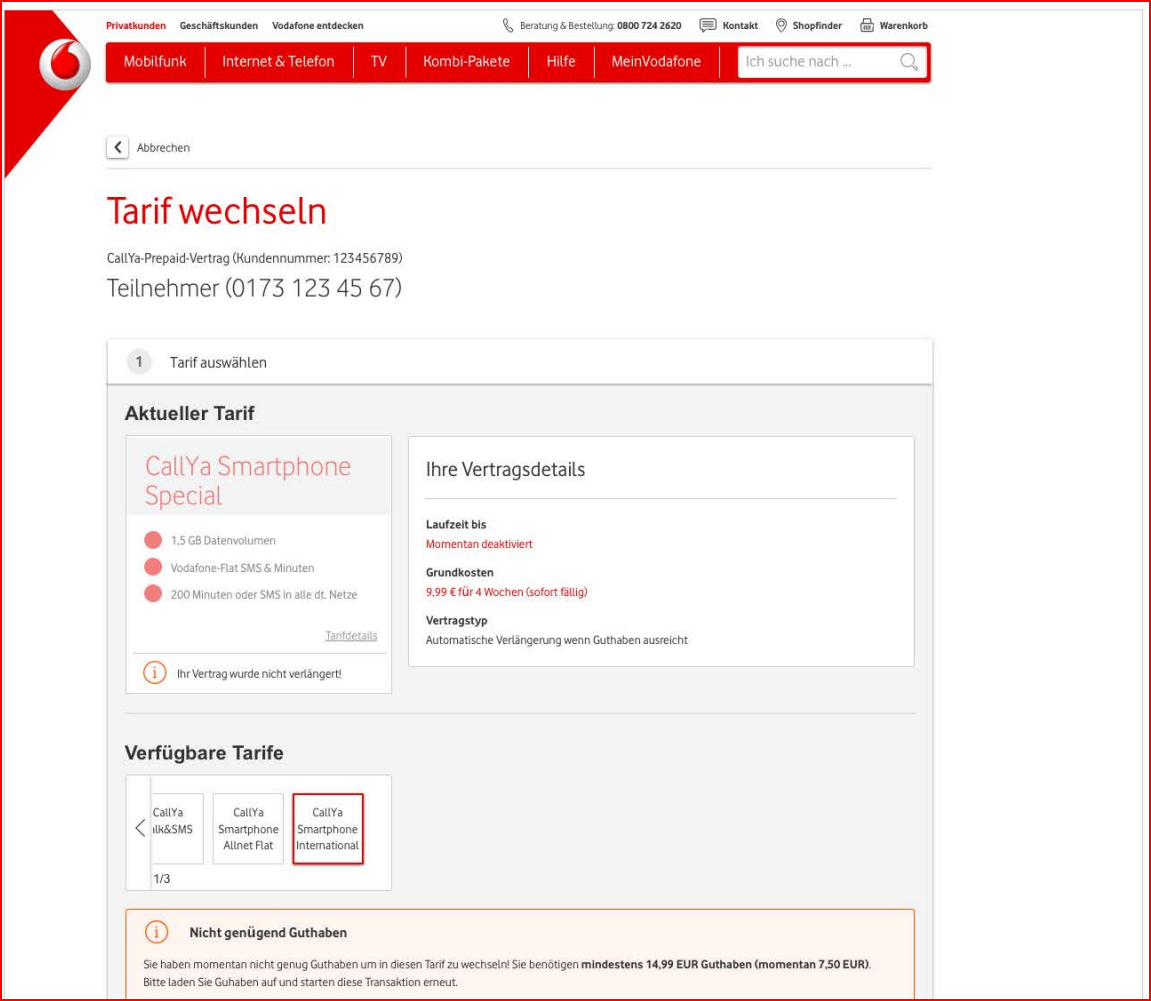 Privatkunden Geschäftskunden Vodafone entdecken Beratung & Bestellung: 0800 724 2620 Kontakt Shopfinder Warenkorb
Mobilfunk Internet & Telefon TV Kombi-Pakete Hilfe MeinVodafone Ich suche nach ...
Abbrechen
Tarif wechseln
CallYa-Prepaid-Vertrag (Kundennummer: 123456789)
Teilnehmer (0173 123 45 67)
1 Tarif auswählen
Aktueller Tarif
CallYa Smartphone
Special
1,5 GB Datenvolumen
Vodafone-Flat SMS & Minuten
200 Minuten oder SMS in alle dt. Netze
Tarifdetails
i Ihr Vertrag wurde nicht verlängert!
Ihre Vertragsdetails
Laufzeit bis
Momentan deaktiviert
Grundkosten
9,99 € für 4 Wochen (sofort fällig)
Vertragstyp
Automatische Verlängerung wenn Guthaben ausreicht
Verfügbare Tarife
CallYa
lk&SMS
CallYa
Smartphone
Allnet Flat
CallYa
Smartphone
International
1/3
i Nicht genügend Guthaben
Sie haben momentan nicht genug Guthaben um in diesen Tarif zu wechseln! Sie benötigen mindestens 14,99 EUR Guthaben (momentan 7,50 EUR).
Bitte laden Sie Guhaben auf und starten diese Transaktion erneut.